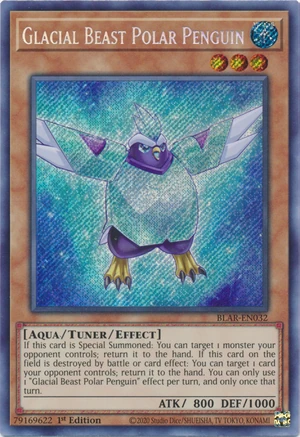 Glacial Beast Polar Penguin
BLAR-EN032
[Aqua/Tuner/Effect]
If this card is Special Summoned: You can target 1 monster your
opponent controls; return it to the hand. If this card on the field
is destroyed by battle or card effect: You can target 1 card
your opponent controls; return it to the hand. You can only use
1 "Glacial Beast Polar Penguin" effect per turn, and only once that
turn.
ATK/ 800 DEF/1000
79169622 1st Edition ©2020 Studio Dice/SHUEISHA, TV TOKYO, KONAMI